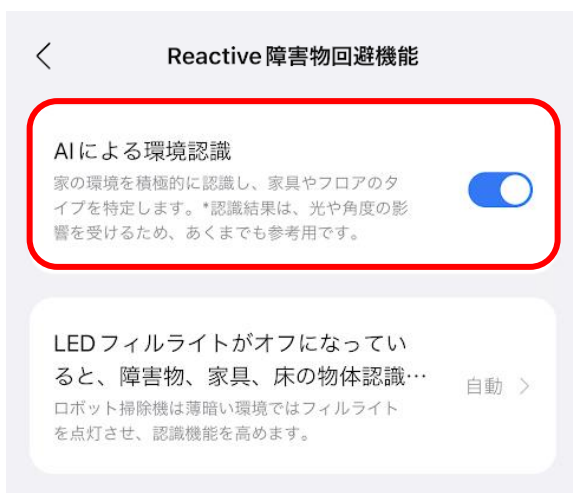 Reactive障害物回避機能
AIによる環境認識
家の環境を積極的に認識し、家具やフロアのタ
イプを特定します。*認識結果は、光や角度の影
響を受けるため、あくまでも参考用です。
LEDフィルライトがオフになってい
ると、障害物、家具、床の物体認識…
自動
ロボット掃除機は薄暗い環境ではフィルライト
を点灯させ、認識機能を高めます。